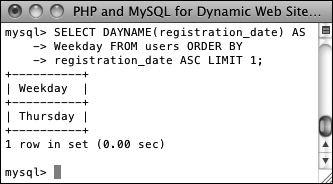 PHP and MySQL for Dynamic Web Site...
mysql> SELECT DAYNAME(registration_date) AS
    -> Weekday FROM users ORDER BY
    -> registration_date ASC LIMIT 1;
+----------+
| Weekday  |
+----------+
| Thursday |
+----------+
1 row in set (0.00 sec)
mysql>